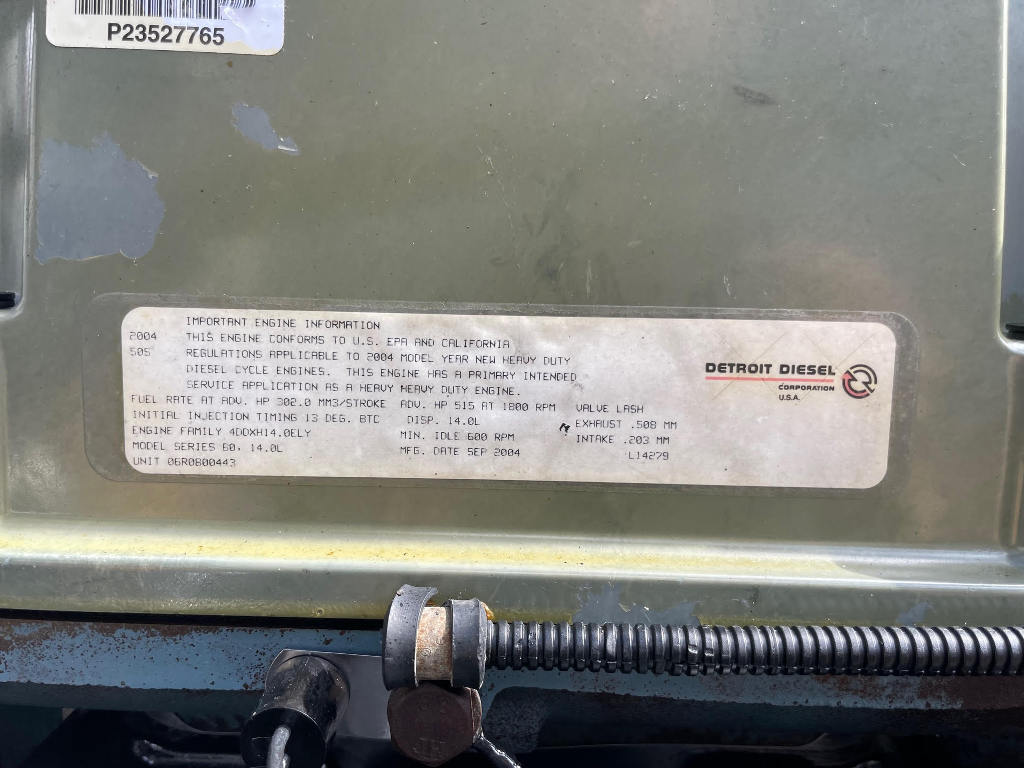 P23527765
IMPORTANT ENGINE INFORMATION
2004 THIS ENGINE CONFORMS TO U.S. EPA AND CALIFORNIA
505 REGULATIONS APPLICABLE TO 2004 MODEL YEAR NEW HEAVY DUTY
DIESEL CYCLE ENGINES. THIS ENGINE HAS A PRIMARY INTENDED
SERVICE APPLICATION AS A HEAVY HEAVY DUTY ENGINE.
FUEL RATE AT ADV. HP 302.0 MM3/STROKE ADV. HP 515 AT 1800 RPM VALVE LASH
INITIAL INJECTION TIMING 13 DEG. BTC DISP. 14.0L EXHAUST .508 MM
ENGINE FAMILY 4DDXH14.0ELY MIN. IDLE 600 RPM INTAKE .203 MM
MODEL SERIES 60, 14.0L MFG. DATE SEP 2004 L14279
UNIT 06R0800443
DETROIT DIESEL
CORPORATION
U.S.A.